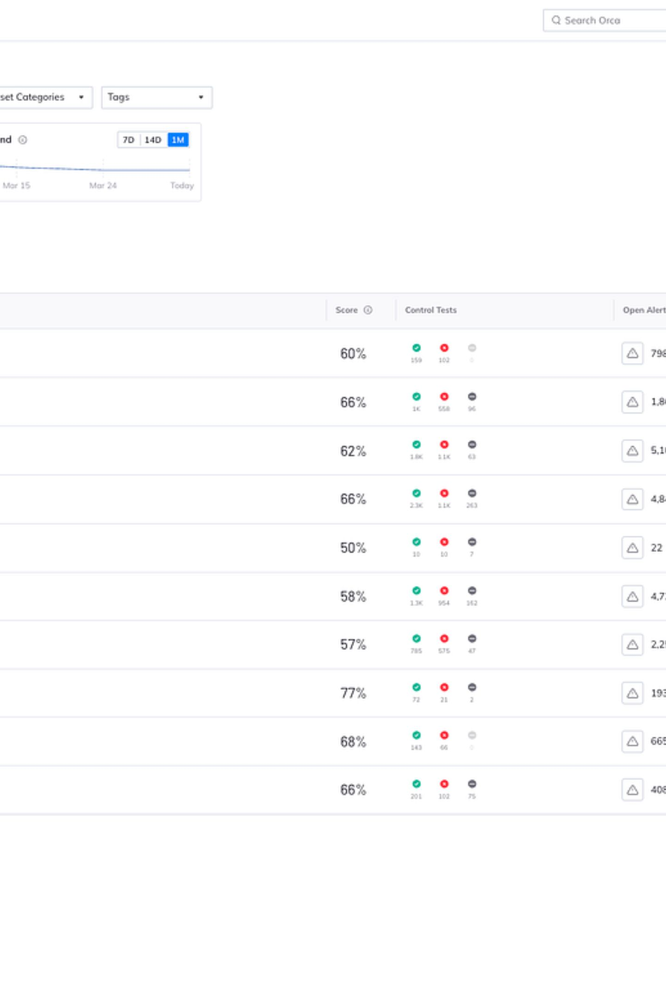 Search Orca
set Categories Tags
nd 7D 14D 1M
Mar 15 Mar 24 Today
Score Control Tests Open Alert
60% 159 102 0 798
66% 1K 558 96 1,8
62% 1.8K 1.1K 63 5,1
66% 2.3K 1.1K 263 4,8
50% 10 10 7 22
58% 1.3K 954 162 4,7
57% 785 575 47 2,2
77% 72 21 2 193
68% 143 66 0 665
66% 201 102 75 408